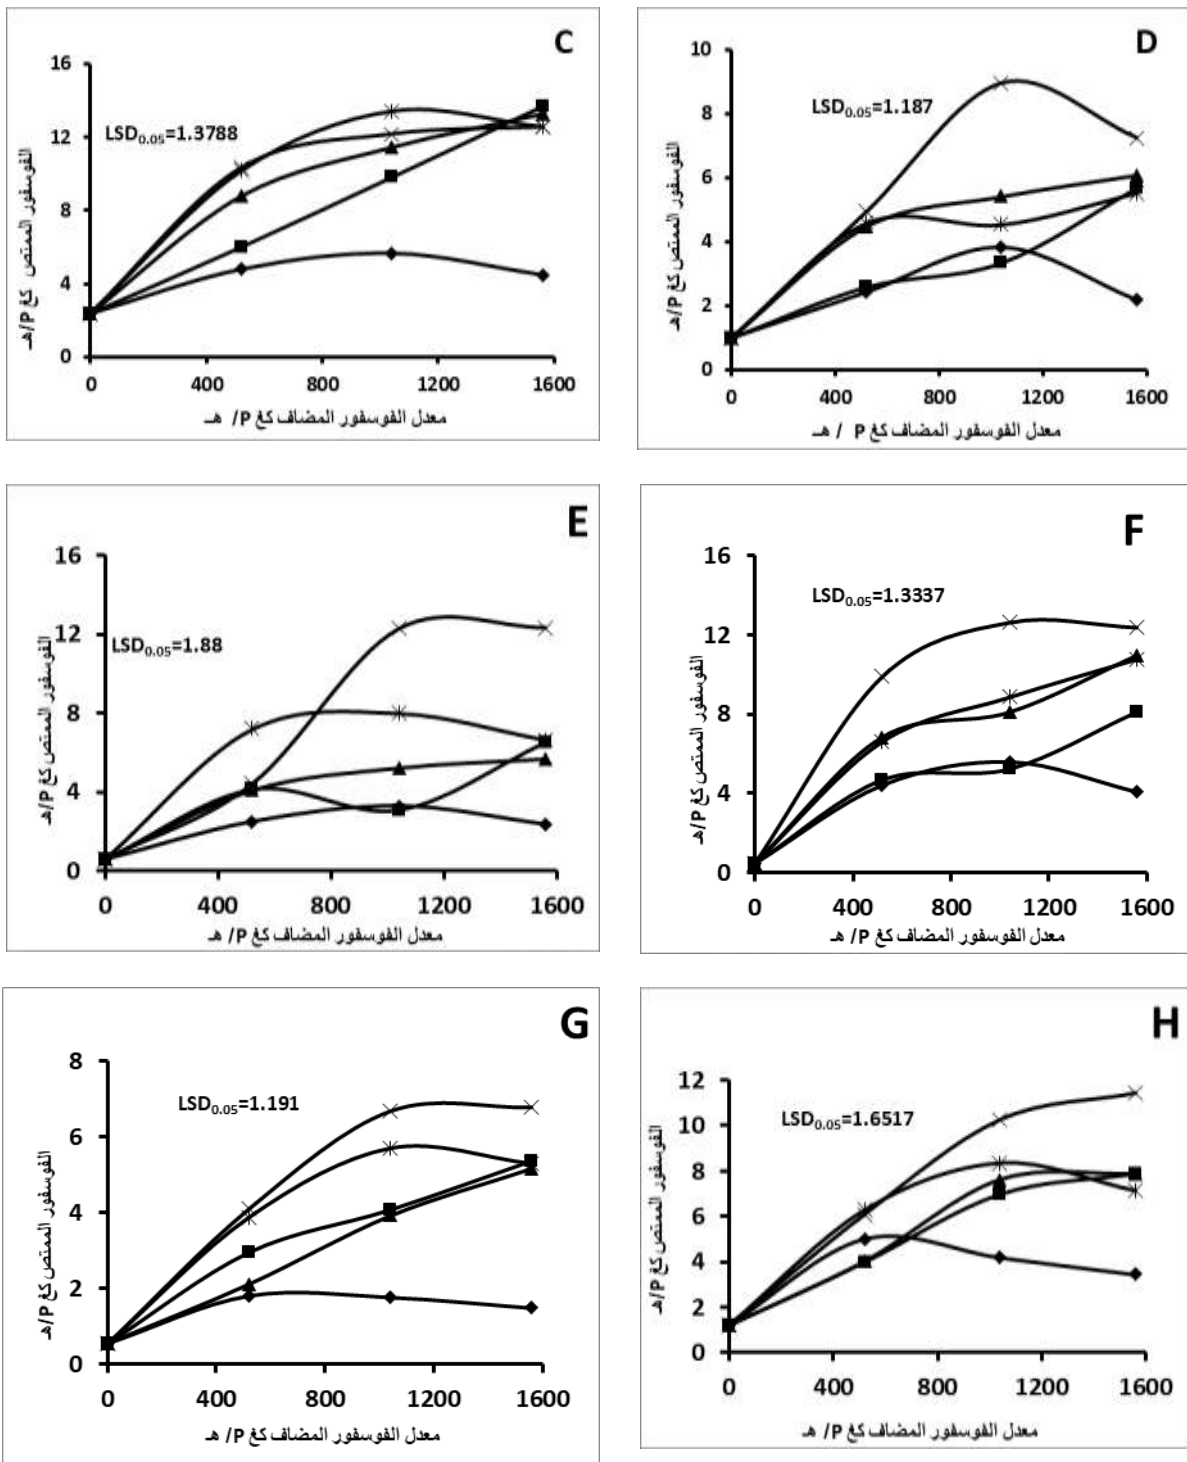 C
16
12
8
4
0
LSD0.05=1.3788
الفوسفور الممتص كغ P/هـ
0 400 800 1200 1600
معدل الفوسفور المضاف كغ P/ هـ
D
10
8
6
4
2
0
LSD0.05=1.187
الفوسفور الممتص كغ P/هـ
0 400 800 1200 1600
معدل الفوسفور المضاف كغ P / هـ
E
16
12
8
4
0
LSD0.05=1.88
الفوسفور الممتص كغ P/هـ
0 400 800 1200 1600
معدل الفوسفور المضاف كغ P/ هـ
F
16
12
8
4
0
LSD0.05=1.3337
الفوسفور الممتص كغ P/هـ
0 400 800 1200 1600
معدل الفوسفور المضاف كغ P/ هـ
G
8
6
4
2
0
LSD0.05=1.191
الفوسفور الممتص كغ P/هـ
0 400 800 1200 1600
معدل الفوسفور المضاف كغ P/ هـ
H
12
10
8
6
4
2
0
LSD0.05=1.6517
الفوسفور الممتص كغ P/هـ
0 400 800 1200 1600
معدل الفوسفور المضاف كغ P/ هـ